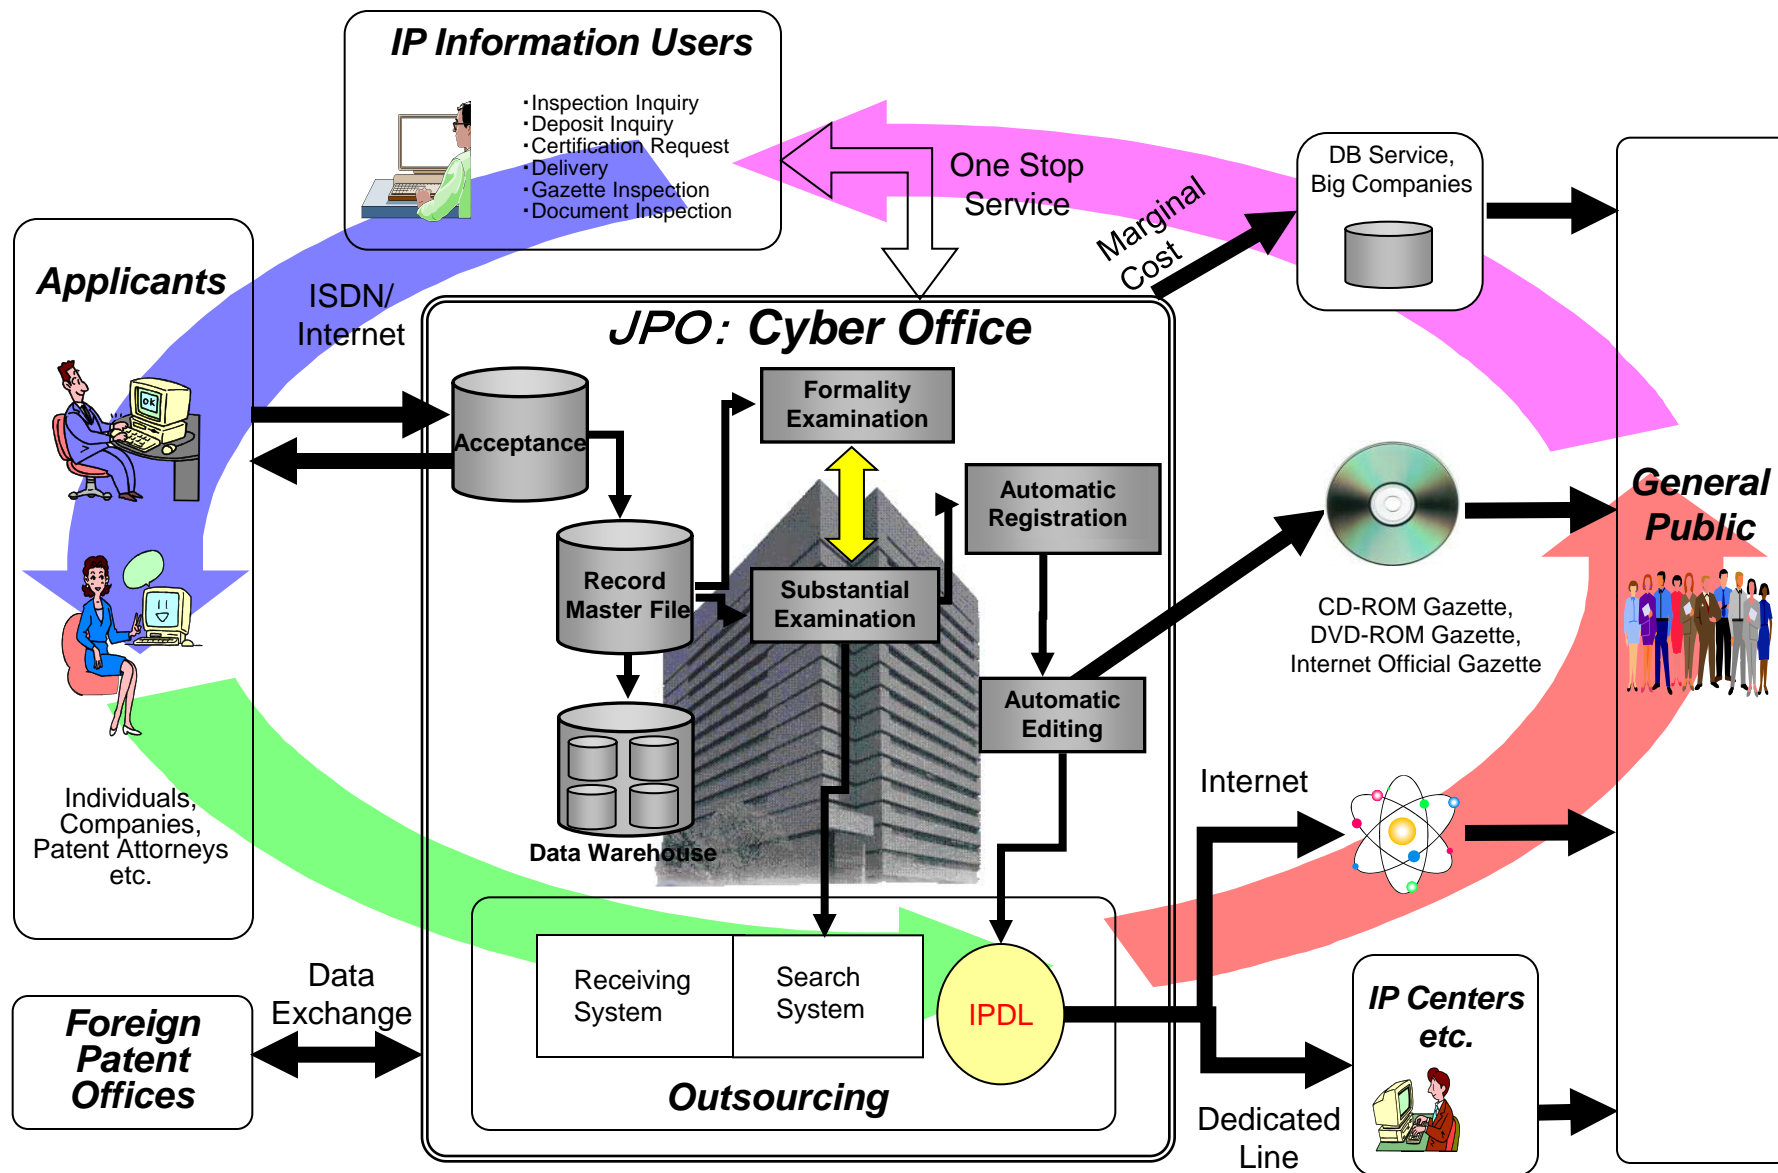 IP Information Users
・Inspection Inquiry
・Deposit Inquiry
・Certification Request
・Delivery
・Gazette Inspection
・Document Inspection
One Stop
Service
Marginal
Cost
DB Service,
Big Companies
Applicants
ISDN/
Internet
JPO: Cyber Office
Acceptance
Formality
Examination
OK
Automatic
Registration
General
Public
Record
Master File
Substantial
Examination
CD-ROM Gazette,
DVD-ROM Gazette,
Internet Official Gazette
Automatic
Editing
Individuals,
Companies,
Patent Attorneys
etc.
Data Warehouse
Internet
Receiving
System
Search
System
IPDL
Outsourcing
Data
Exchange
Foreign
Patent
Offices
IP Centers
etc.
Dedicated
Line